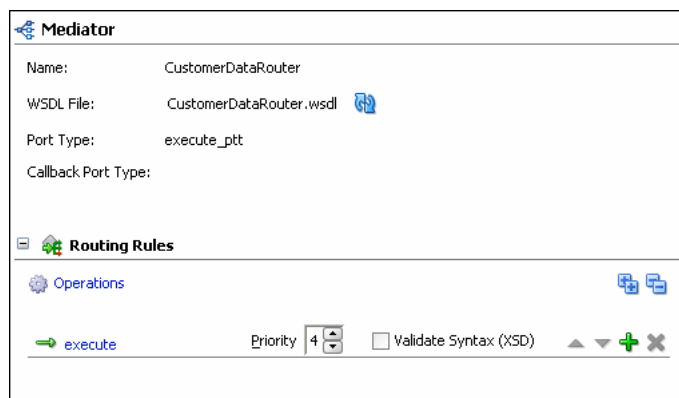 Mediator
Name: CustomerDataRouter
WSDL File: CustomerDataRouter.wsdl
Port Type: execute_ptt
Callback Port Type:
Routing Rules
Operations
execute Priority 4 Validate Syntax (XSD)